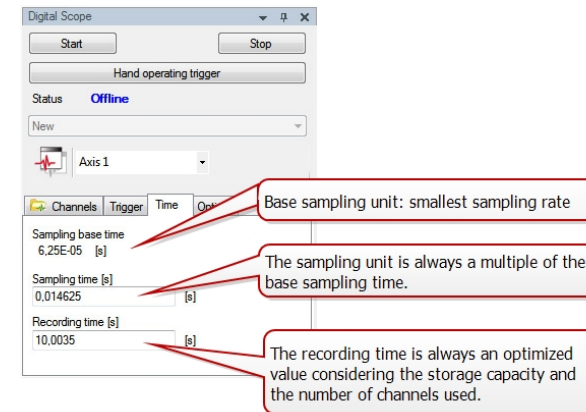 Digital Scope
Start Stop
Hand operating trigger
Status Offline
New
Axis 1
Channels Trigger Time
Sampling base time
6,25E-05 [s]
Sampling time [s]
0,014625 [s]
Recording time [s]
10,0035 [s]
Base sampling unit: smallest sampling rate
The sampling unit is always a multiple of the
base sampling time.
The recording time is always an optimized
value considering the storage capacity and
the number of channels used.